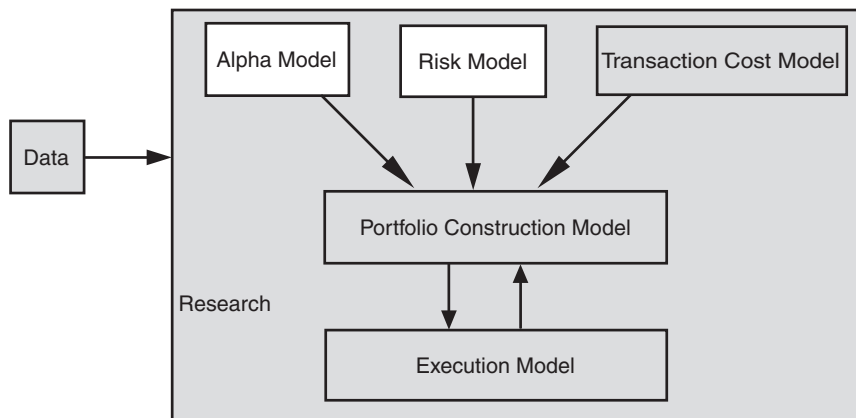 Alpha Model
Risk Model
Transaction Cost Model
Data
Portfolio Construction Model
Research
Execution Model